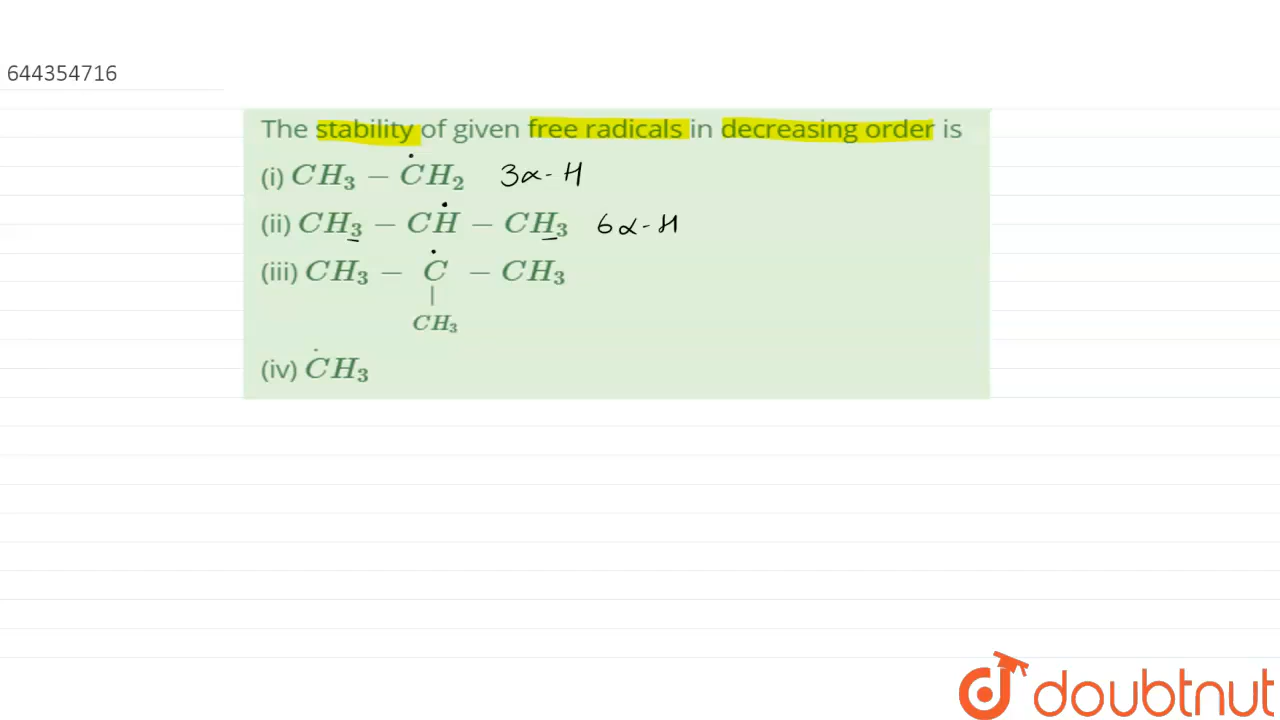 644354716
The stability of given free radicals in decreasing order is
(i) CH₃ − ĊH₂ 3α-H
(ii) CH₃ − CḢ − CH₃ 6α-H
(iii) CH₃ − Ċ − CH₃
|
CH₃
(iv) ĊH₃
doubtnut